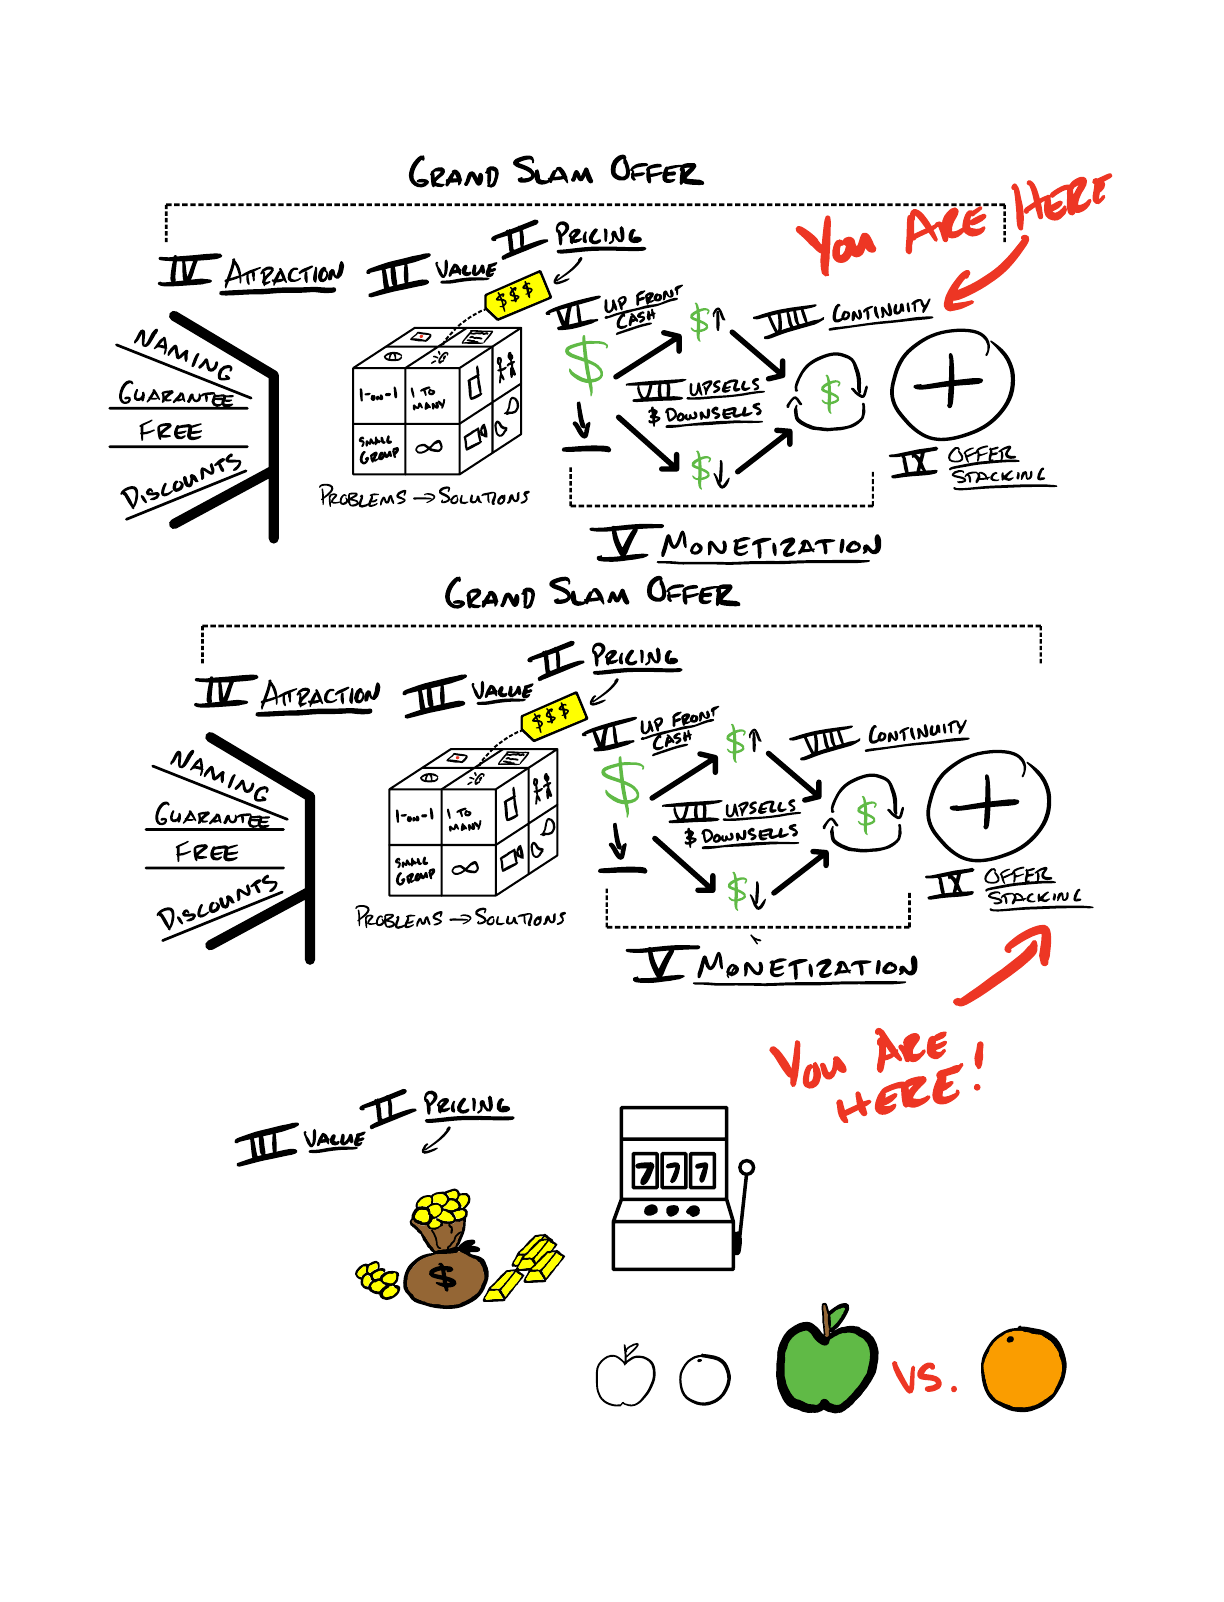 GRAND SLAM OFFER
YOU ARE HERE
IV ATTRACTION
III VALUE
II PRICING
$$$
NAMING
GUARANTEE
FREE
DISCOUNTS
1-ON-1
1 TO
MANY
SMALL
GROUP
∞
PROBLEMS → SOLUTIONS
VI UP FRONT
CASH
$
$↑
VII UPSELLS
$ DOWNSELLS
$↓
VIII CONTINUITY
$
+
IX OFFER
STACKING
V MONETIZATION
GRAND SLAM OFFER
IV ATTRACTION
III VALUE
II PRICING
$$$
NAMING
GUARANTEE
FREE
DISCOUNTS
1-ON-1
1 TO
MANY
SMALL
GROUP
∞
PROBLEMS → SOLUTIONS
VI UP FRONT
CASH
$
$↑
VII UPSELLS
$ DOWNSELLS
$↓
VIII CONTINUITY
$
+
IX OFFER
STACKING
V MONETIZATION
YOU ARE
HERE!
III VALUE
II PRICING
$
777
VS.